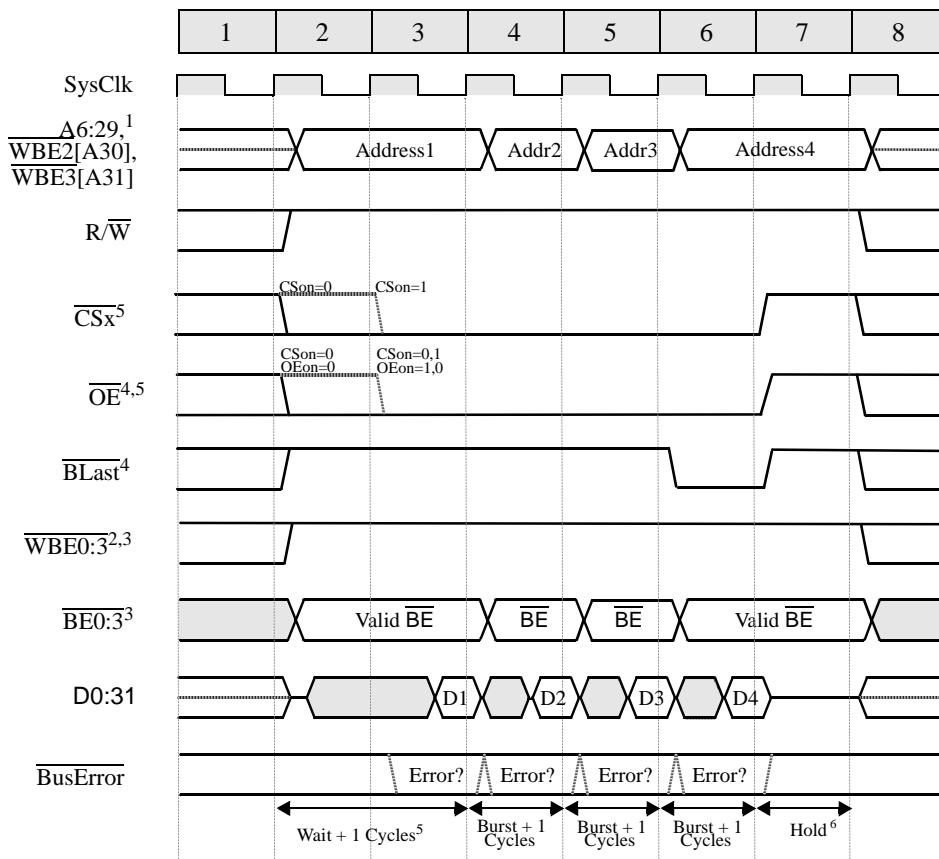 1 2 3 4 5 6 7 8
SysClk
A6:29,1
WBE2[A30],
WBE3[A31]
Address1 Addr2 Addr3 Address4
R/W
CSon=0 CSon=1
CSx5
CSon=0 CSon=0,1
OEon=0 OEon=1,0
OE4,5
BLast4
WBE0:32,3
BE0:33
Valid BE BE BE Valid BE
D0:31
D1 D2 D3 D4
BusError
Error? Error? Error? Error?
Wait + 1 Cycles5
Burst + 1
Cycles
Burst + 1
Cycles
Burst + 1
Cycles
Hold6